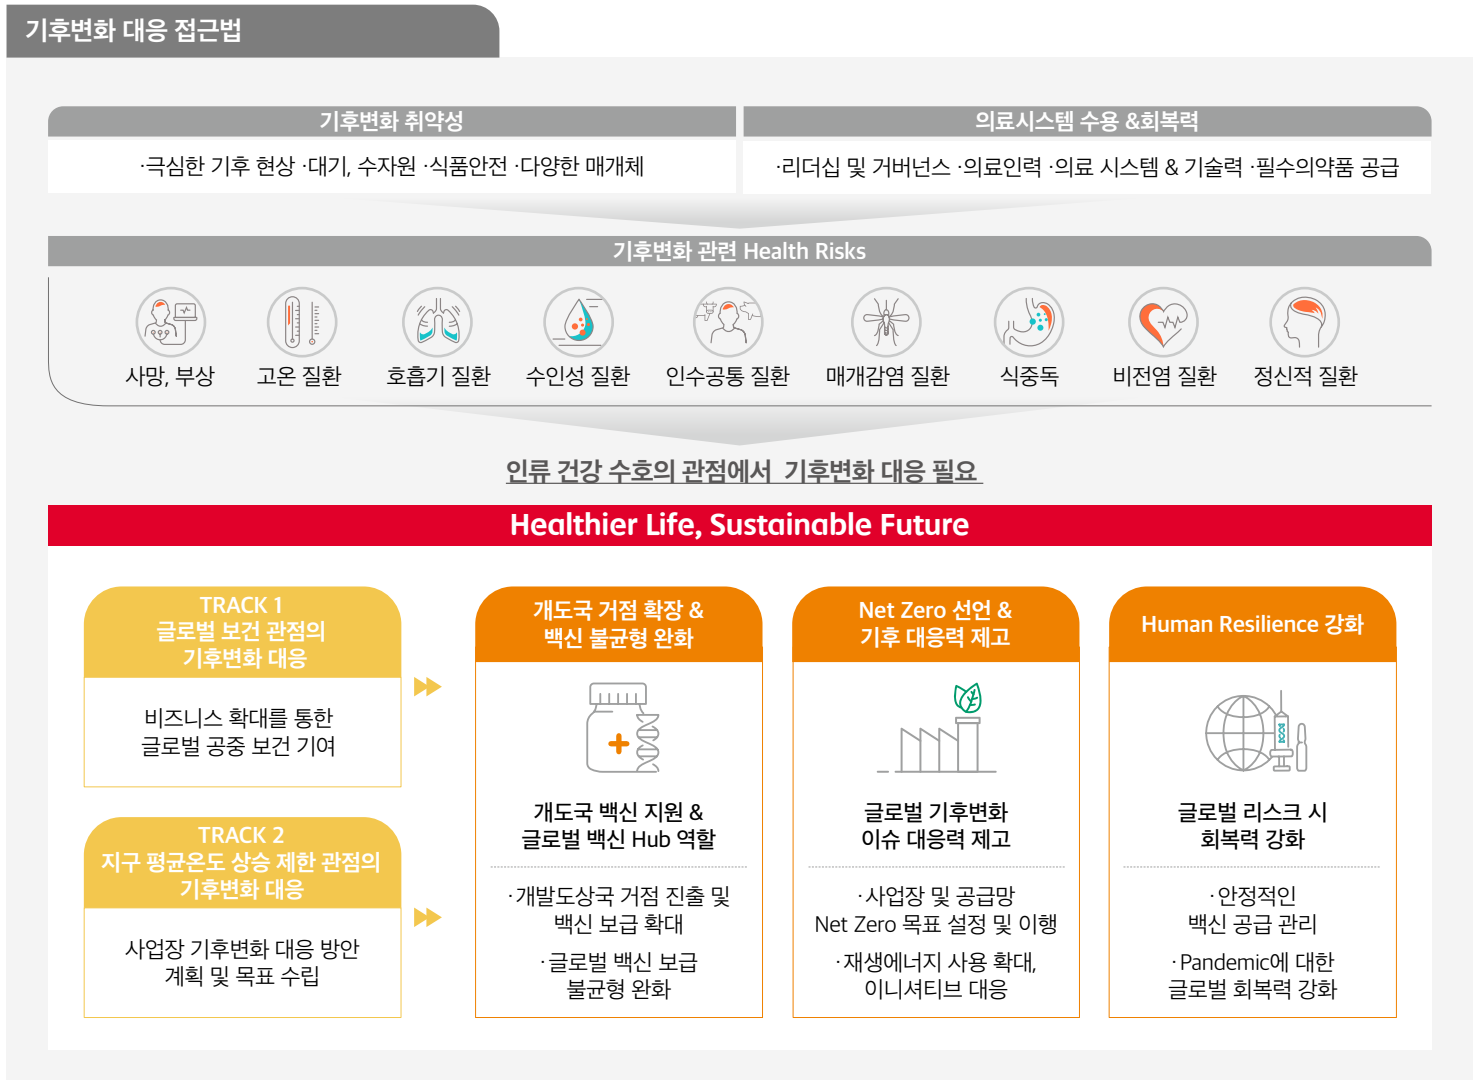 기후변화 대응 접근법
기후변화 취약성
·극심한 기후 현상 ·대기, 수자원 ·식품안전 ·다양한 매개체
의료시스템 수용 &회복력
·리더십 및 거버넌스 ·의료인력 ·의료 시스템 & 기술력 ·필수의약품 공급
기후변화 관련 Health Risks
사망, 부상
고온 질환
호흡기 질환
수인성 질환
인수공통 질환
매개감염 질환
식중독
비전염 질환
정신적 질환
인류 건강 수호의 관점에서 기후변화 대응 필요
Healthier Life, Sustainable Future
TRACK 1
글로벌 보건 관점의
기후변화 대응
비즈니스 확대를 통한
글로벌 공중 보건 기여
TRACK 2
지구 평균온도 상승 제한 관점의
기후변화 대응
사업장 기후변화 대응 방안
계획 및 목표 수립
개도국 거점 확장 &
백신 불균형 완화
개도국 백신 지원 &
글로벌 백신 Hub 역할
·개발도상국 거점 진출 및
백신 보급 확대
·글로벌 백신 보급
불균형 완화
Net Zero 선언 &
기후 대응력 제고
글로벌 기후변화
이슈 대응력 제고
·사업장 및 공급망
Net Zero 목표 설정 및 이행
·재생에너지 사용 확대,
이니셔티브 대응
Human Resilience 강화
글로벌 리스크 시
회복력 강화
·안정적인
백신 공급 관리
·Pandemic에 대한
글로벌 회복력 강화